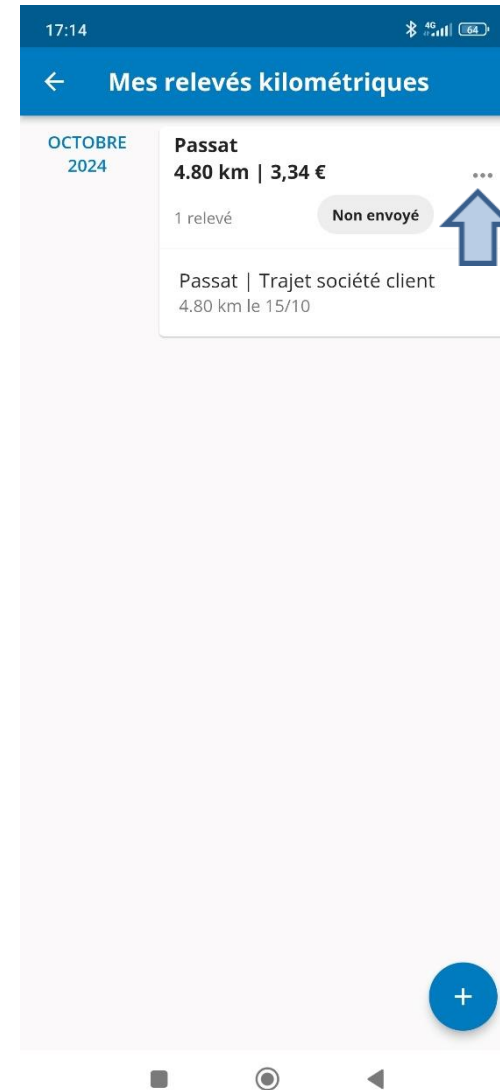 17:14
4G
64
Mes relevés kilométriques
OCTOBRE
2024
Passat
4.80 km | 3,34 €
1 relevé
Non envoyé
Passat | Trajet société client
4.80 km le 15/10